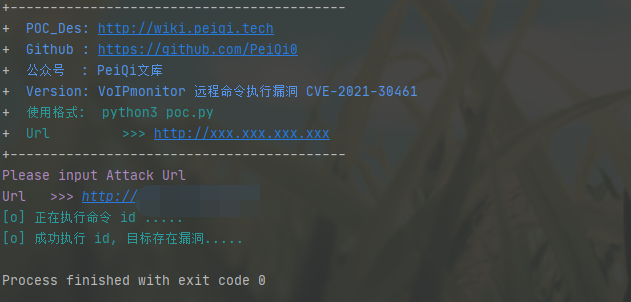 +------------------------------------------
+  POC_Des: http://wiki.peiqi.tech
+  Github : https://github.com/PeiQi0
+  公众号  : PeiQi文库
+  Version: VoIPmonitor 远程命令执行漏洞 CVE-2021-30461
+  使用格式:  python3 poc.py
+  Url         >>> http://xxx.xxx.xxx.xxx
+------------------------------------------
Please input Attack Url
Url   >>> http://
[o] 正在执行命令 id .....
[o] 成功执行 id, 目标存在漏洞.....
Process finished with exit code 0